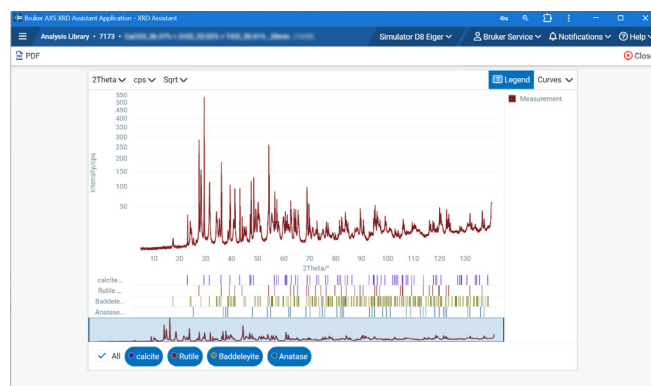 Bruker AXS XRD Assistant Application - XRD Assistant
Analysis Library • 7173 •
Simulator D8 Eiger
Bruker Service
Notifications
Help
PDF
Close
2Theta cps Sqrt
Legend Curves
Measurement
Intensity/cps
550
500
450
400
350
300
250
200
150
100
50
10 20 30 40 50 60 70 80 90 100 110 120 130
2Theta/°
calcite...
Rutile ...
Baddele...
Anatase...
All calcite Rutile Baddeleyite Anatase